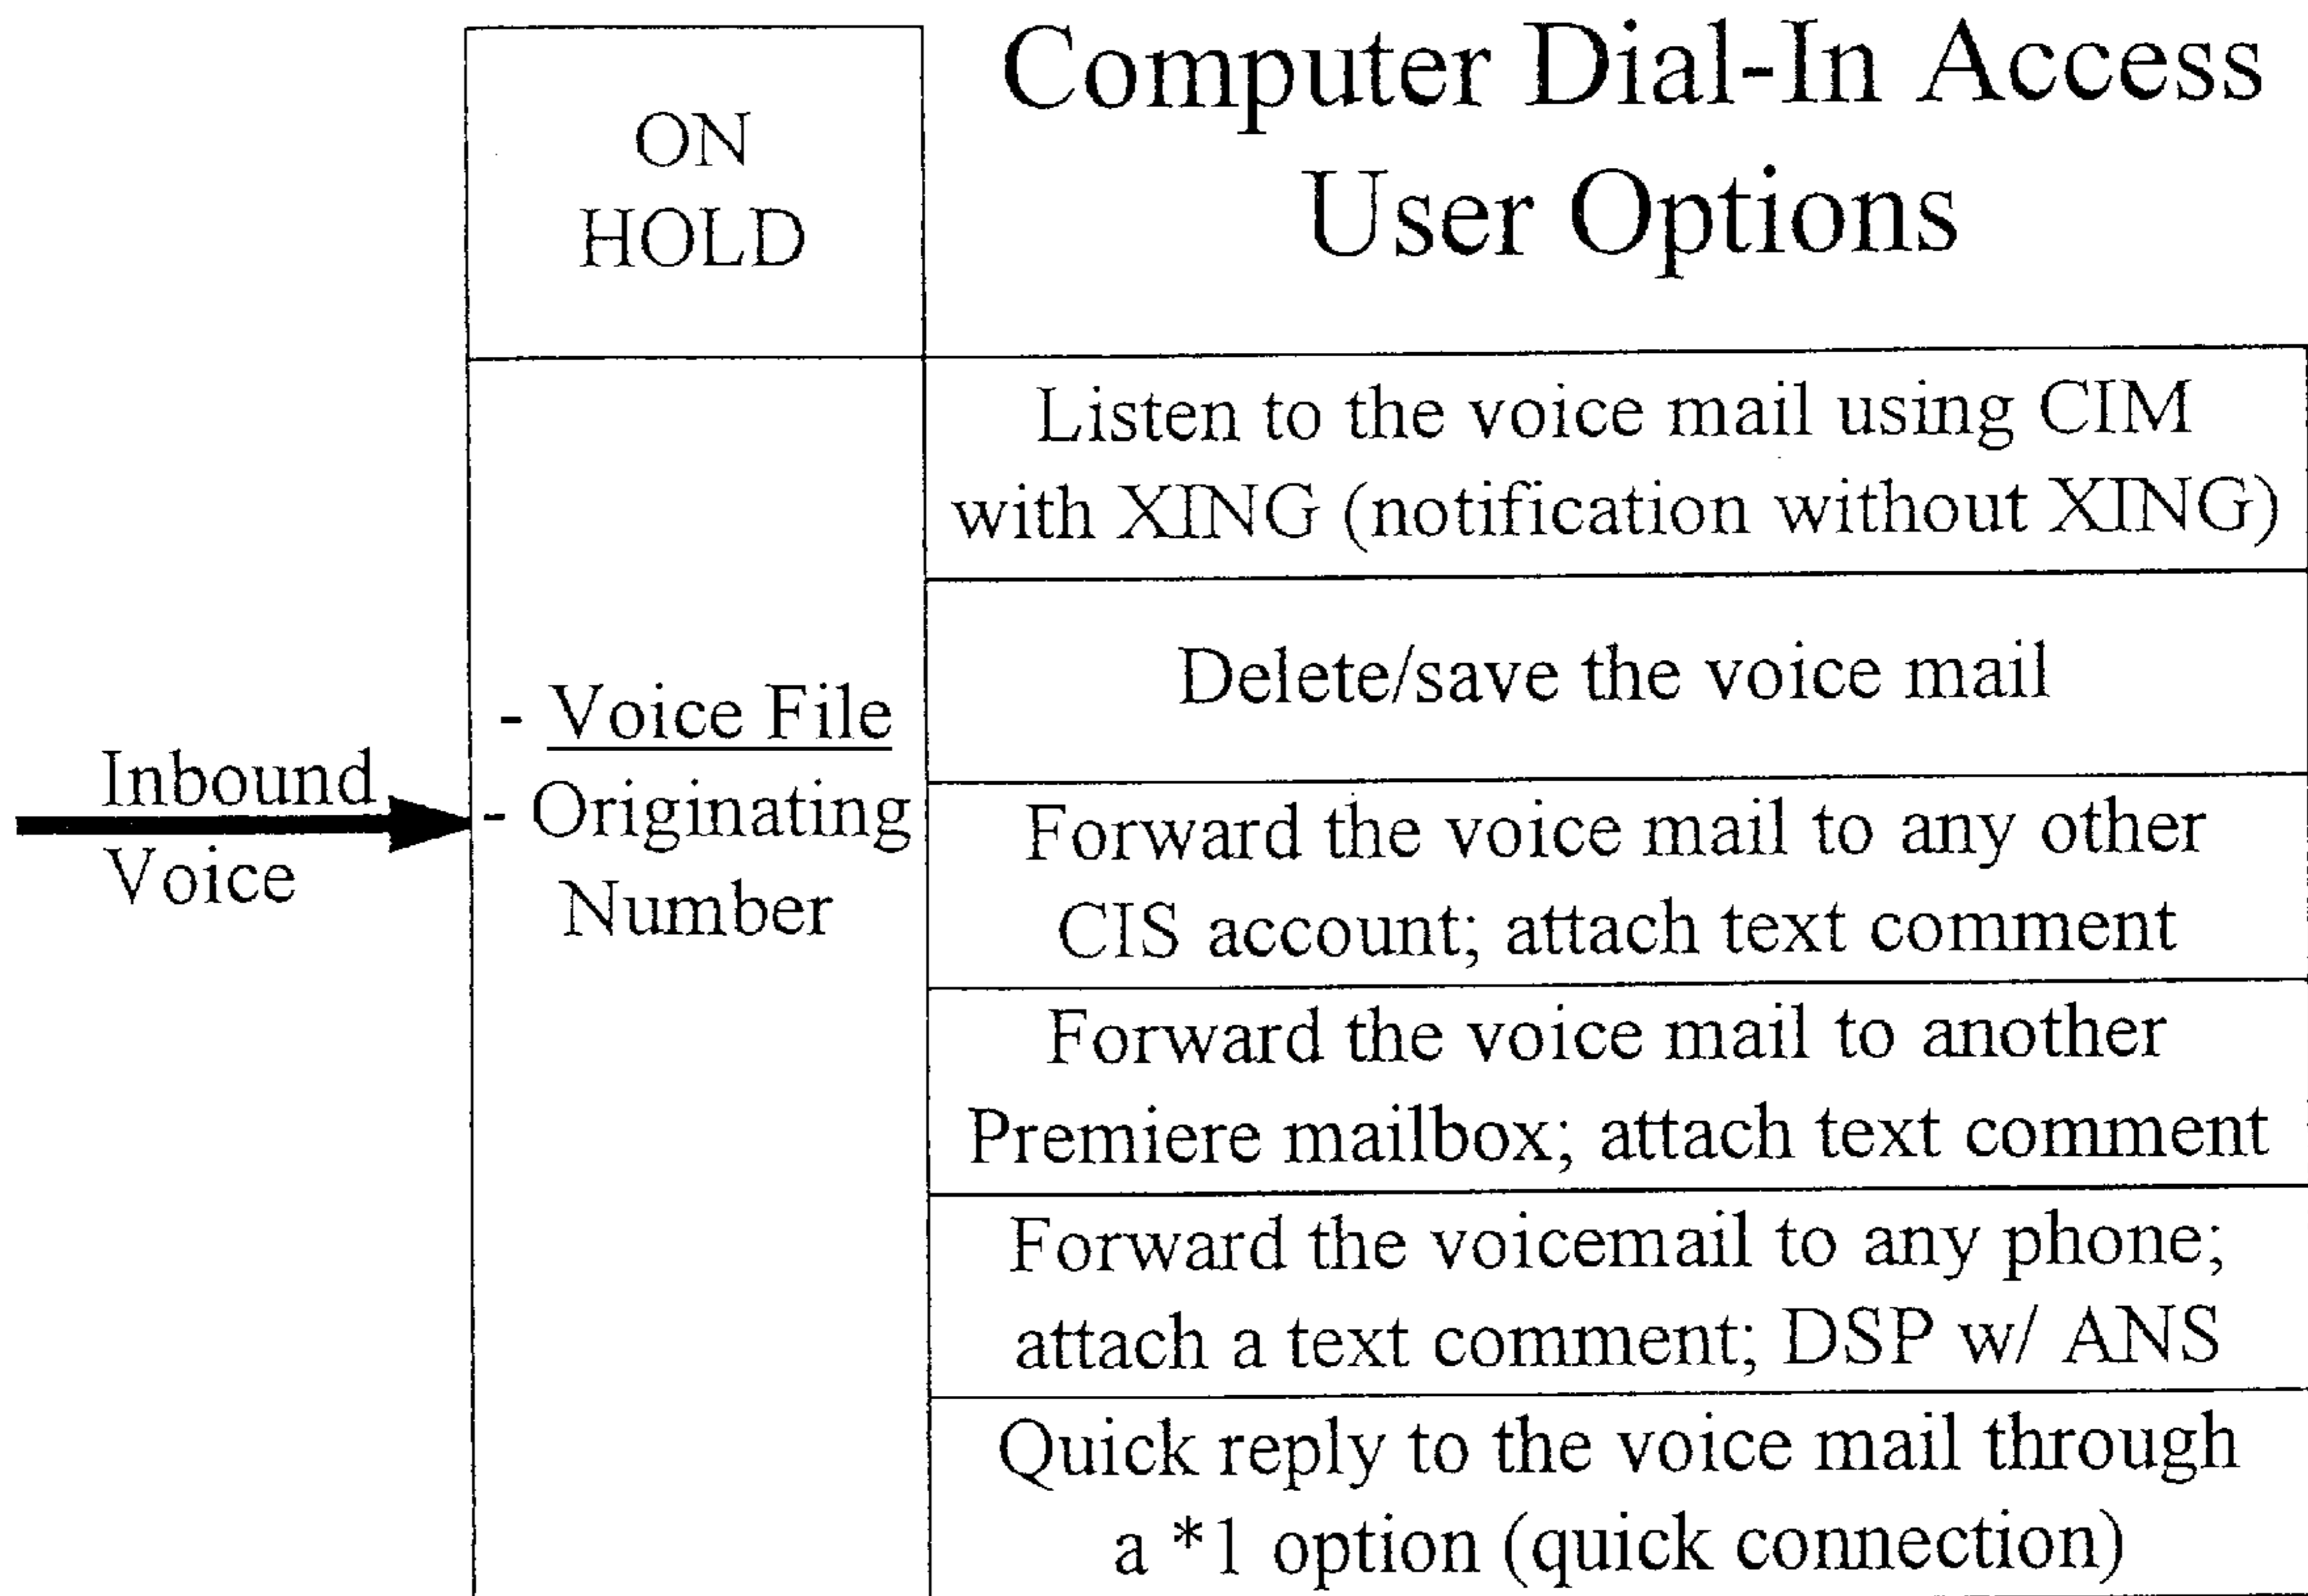 Computer Dial-In Access
User Options
ON
HOLD
Inbound
Voice
- Voice File
- Originating
Number
Listen to the voice mail using CIM
with XING (notification without XING)
Delete/save the voice mail
Forward the voice mail to any other
CIS account; attach text comment
Forward the voice mail to another
Premiere mailbox; attach text comment
Forward the voicemail to any phone;
attach a text comment; DSP w/ ANS
Quick reply to the voice mail through
a *1 option (quick connection)